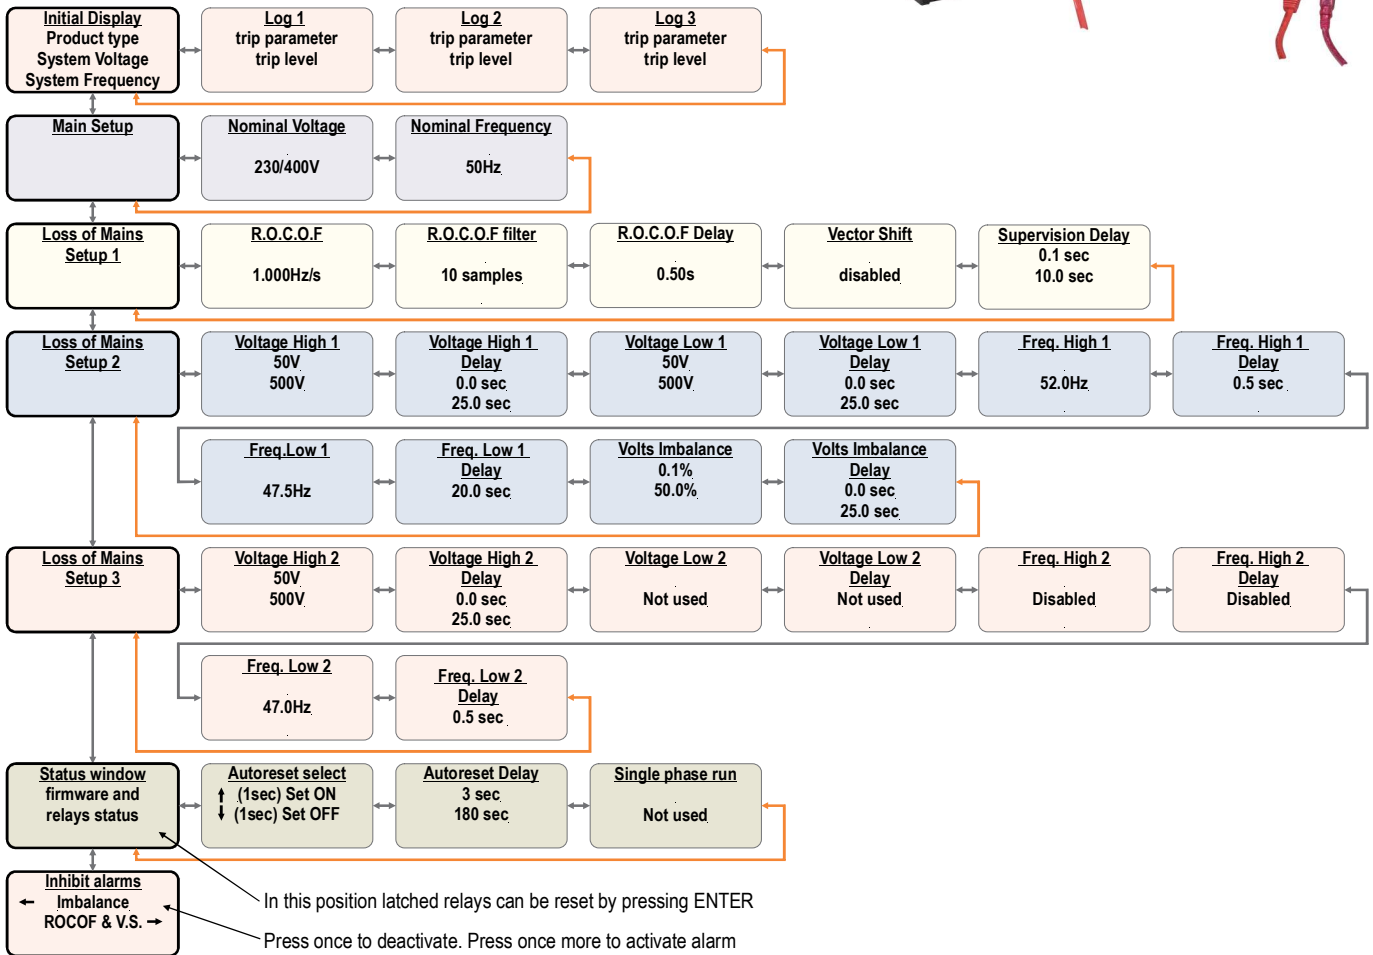 Initial Display
Product type
System Voltage
System Frequency
Log 1
trip parameter
trip level
Log 2
trip parameter
trip level
Log 3
trip parameter
trip level
Main Setup
Nominal Voltage
230/400V
Nominal Frequency
50Hz
Loss of Mains
Setup 1
R.O.C.O.F
1.000Hz/s
R.O.C.O.F filter
10 samples
R.O.C.O.F Delay
0.50s
Vector Shift
disabled
Supervision Delay
0.1 sec
10.0 sec
Loss of Mains
Setup 2
Voltage High 1
50V
500V
Voltage High 1
Delay
0.0 sec
25.0 sec
Voltage Low 1
50V
500V
Voltage Low 1
Delay
0.0 sec
25.0 sec
Freq. High 1
52.0Hz
Freq. High 1
Delay
0.5 sec
Freq.Low 1
47.5Hz
Freq. Low 1
Delay
20.0 sec
Volts Imbalance
0.1%
50.0%
Volts Imbalance
Delay
0.0 sec
25.0 sec
Loss of Mains
Setup 3
Voltage High 2
50V
500V
Voltage High 2
Delay
0.0 sec
25.0 sec
Voltage Low 2
Not used
Voltage Low 2
Delay
Not used
Freq. High 2
Disabled
Freq. High 2
Delay
Disabled
Freq. Low 2
47.0Hz
Freq. Low 2
Delay
0.5 sec
Status window
firmware and
relays status
Autoreset select
↑ (1sec) Set ON
↓ (1sec) Set OFF
Autoreset Delay
3 sec
180 sec
Single phase run
Not used
Inhibit alarms
← Imbalance
ROCOF & V.S. →
In this position latched relays can be reset by pressing ENTER
Press once to deactivate. Press once more to activate alarm